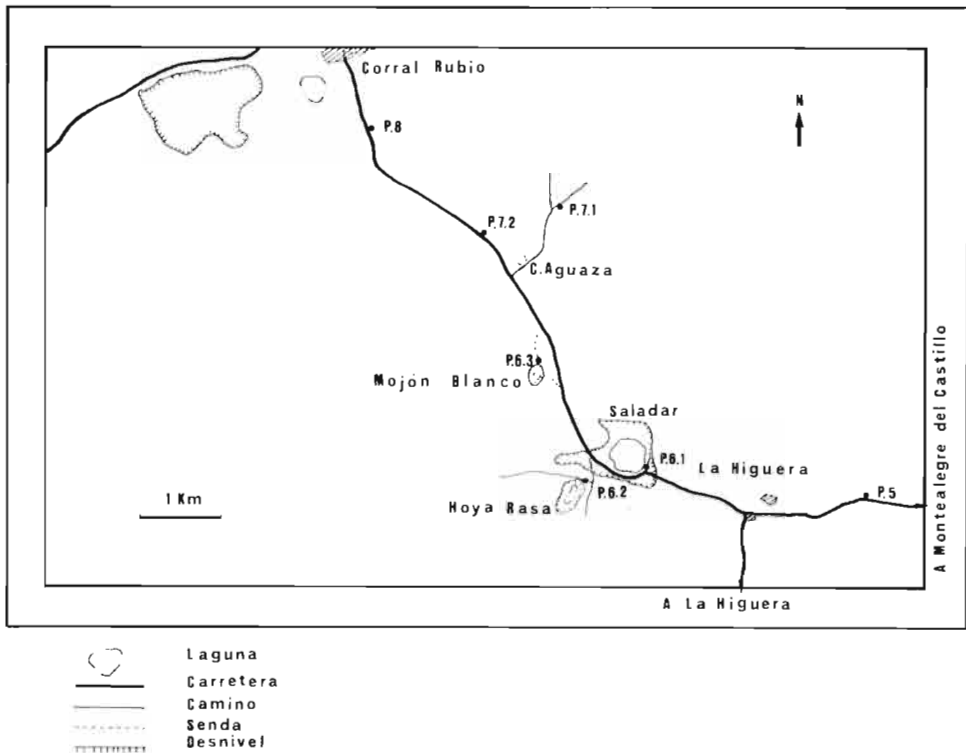 Corral Rubio
N
P.8
P.7.1
P.7.2
C.Aguaza
P.6.3
Mojón Blanco
Saladar
P.6.1
La Higuera
P.6.2
Hoya Rasa
P.5
1 Km
A La Higuera
A Montealegre del Castillo
Laguna
Carretera
Camino
Senda
Desnivel